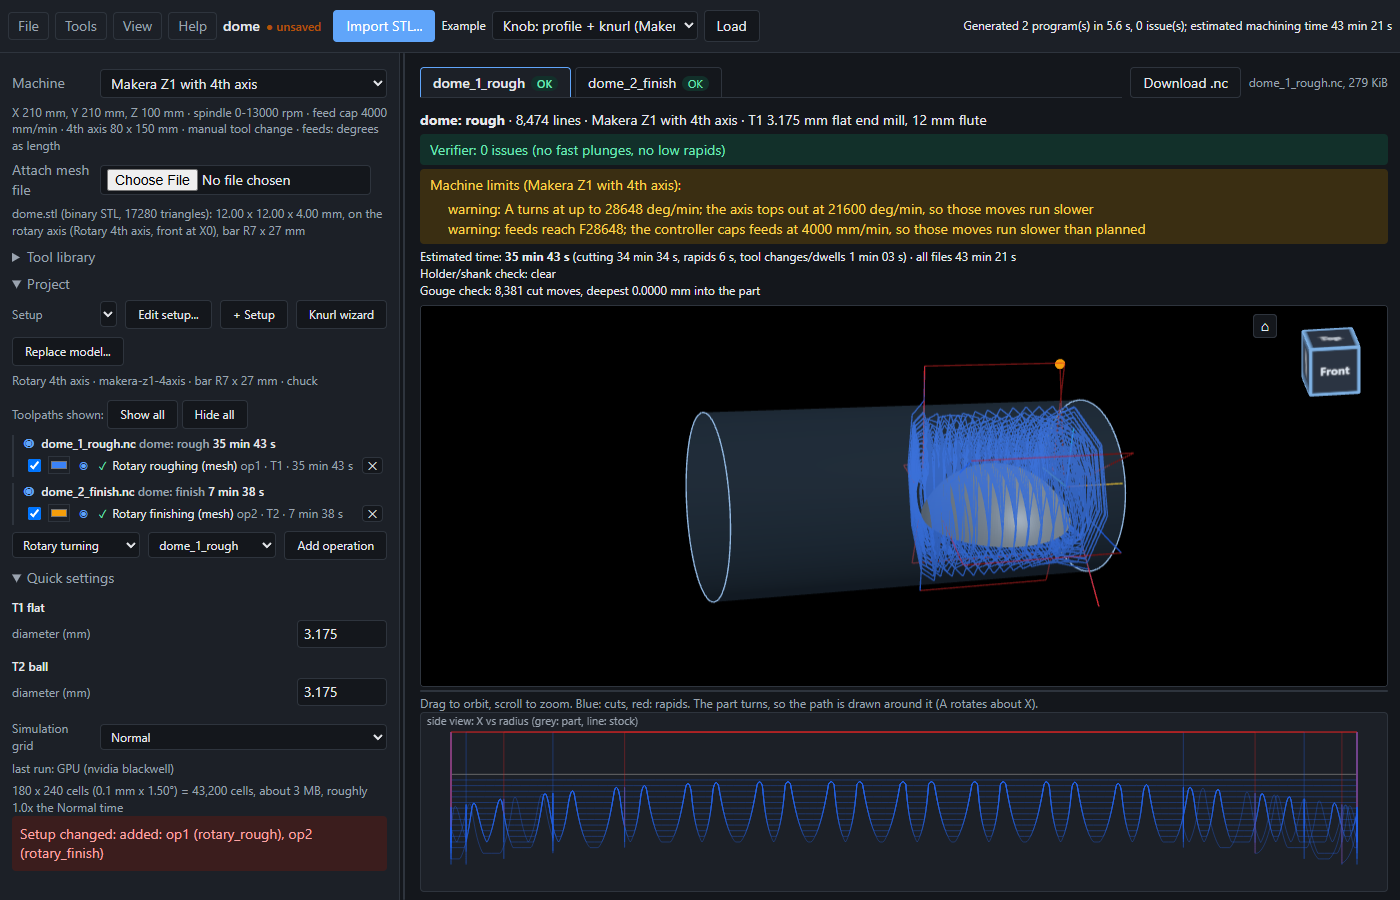 File Tools View Help dome • unsaved Import STL... Example Knob: profile + knurl (Maker Load Generated 2 program(s) in 5.6 s, 0 issue(s); estimated machining time 43 min 21 s
Machine Makera Z1 with 4th axis
X 210 mm, Y 210 mm, Z 100 mm · spindle 0-13000 rpm · feed cap 4000
mm/min · 4th axis 80 x 150 mm · manual tool change · feeds: degrees
as length
Attach mesh
file
Choose File No file chosen
dome.stl (binary STL, 17280 triangles): 12.00 x 12.00 x 4.00 mm, on the
rotary axis (Rotary 4th axis, front at X0), bar R7 x 27 mm
Tool library
Project
Setup Edit setup... + Setup Knurl wizard
Replace model...
Rotary 4th axis · makera-z1-4axis · bar R7 x 27 mm · chuck
Toolpaths shown: Show all Hide all
dome_1_rough.nc dome: rough 35 min 43 s
✓ Rotary roughing (mesh) op1 · T1 · 35 min 43 s ✕
dome_2_finish.nc dome: finish 7 min 38 s
✓ Rotary finishing (mesh) op2 · T2 · 7 min 38 s ✕
Rotary turning dome_1_rough Add operation
Quick settings
T1 flat
diameter (mm) 3.175
T2 ball
diameter (mm) 3.175
Simulation
grid
Normal
last run: GPU (nvidia blackwell)
180 x 240 cells (0.1 mm x 1.50°) = 43,200 cells, about 3 MB, roughly
1.0x the Normal time
Setup changed: added: op1 (rotary_rough), op2
(rotary_finish)
dome_1_rough OK dome_2_finish OK Download .nc dome_1_rough.nc, 279 KiB
dome: rough · 8,474 lines · Makera Z1 with 4th axis · T1 3.175 mm flat end mill, 12 mm flute
Verifier: 0 issues (no fast plunges, no low rapids)
Machine limits (Makera Z1 with 4th axis):
warning: A turns at up to 28648 deg/min; the axis tops out at 21600 deg/min, so those moves run slower
warning: feeds reach F28648; the controller caps feeds at 4000 mm/min, so those moves run slower than planned
Estimated time: 35 min 43 s (cutting 34 min 34 s, rapids 6 s, tool changes/dwells 1 min 03 s) · all files 43 min 21 s
Holder/shank check: clear
Gouge check: 8,381 cut moves, deepest 0.0000 mm into the part
Top
Front
Drag to orbit, scroll to zoom. Blue: cuts, red: rapids. The part turns, so the path is drawn around it (A rotates about X).
side view: X vs radius (grey: part, line: stock)